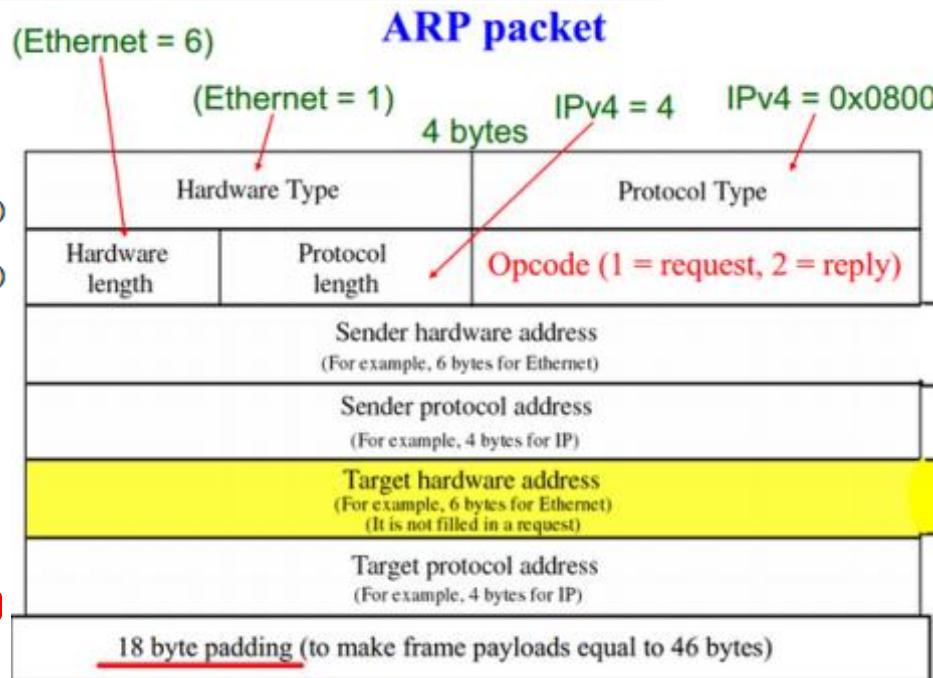 ARP packet
(Ethernet = 6)
(Ethernet = 1)
IPv4 = 4
IPv4 = 0x0800
4 bytes
Hardware Type
Protocol Type
Hardware
length
Protocol
length
Opcode (1 = request, 2 = reply)
Sender hardware address
(For example, 6 bytes for Ethernet)
Sender protocol address
(For example, 4 bytes for IP)
Target hardware address
(For example, 6 bytes for Ethernet)
(It is not filled in a request)
Target protocol address
(For example, 4 bytes for IP)
18 byte padding (to make frame payloads equal to 46 bytes)